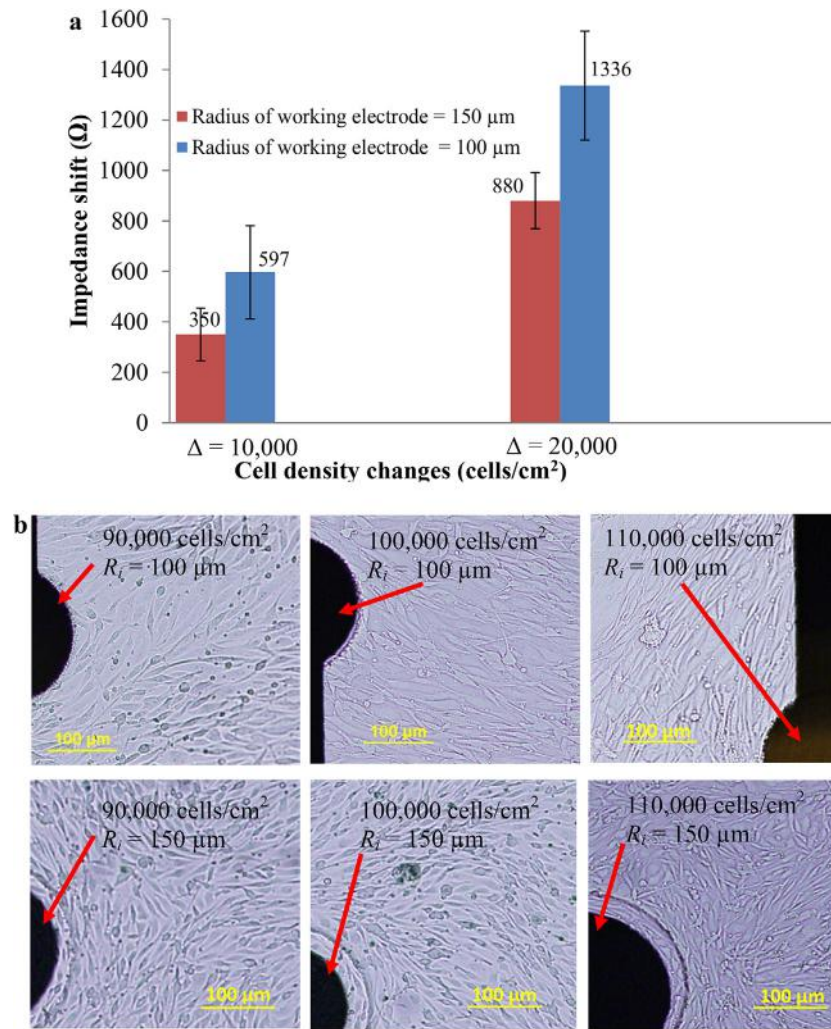 a
1600
1400
1200
1000
800
600
400
200
0
Impedance shift (Ω)
Radius of working electrode = 150 µm
Radius of working electrode = 100 µm
350
597
880
1336
Δ = 10,000
Δ = 20,000
Cell density changes (cells/cm²)
b
90,000 cells/cm²
Rᵢ = 100 µm
100 µm
100,000 cells/cm²
Rᵢ = 100 µm
100 µm
110,000 cells/cm²
Rᵢ = 100 µm
100 µm
90,000 cells/cm²
Rᵢ = 150 µm
100 µm
100,000 cells/cm²
Rᵢ = 150 µm
100 µm
110,000 cells/cm²
Rᵢ = 150 µm
100 µm